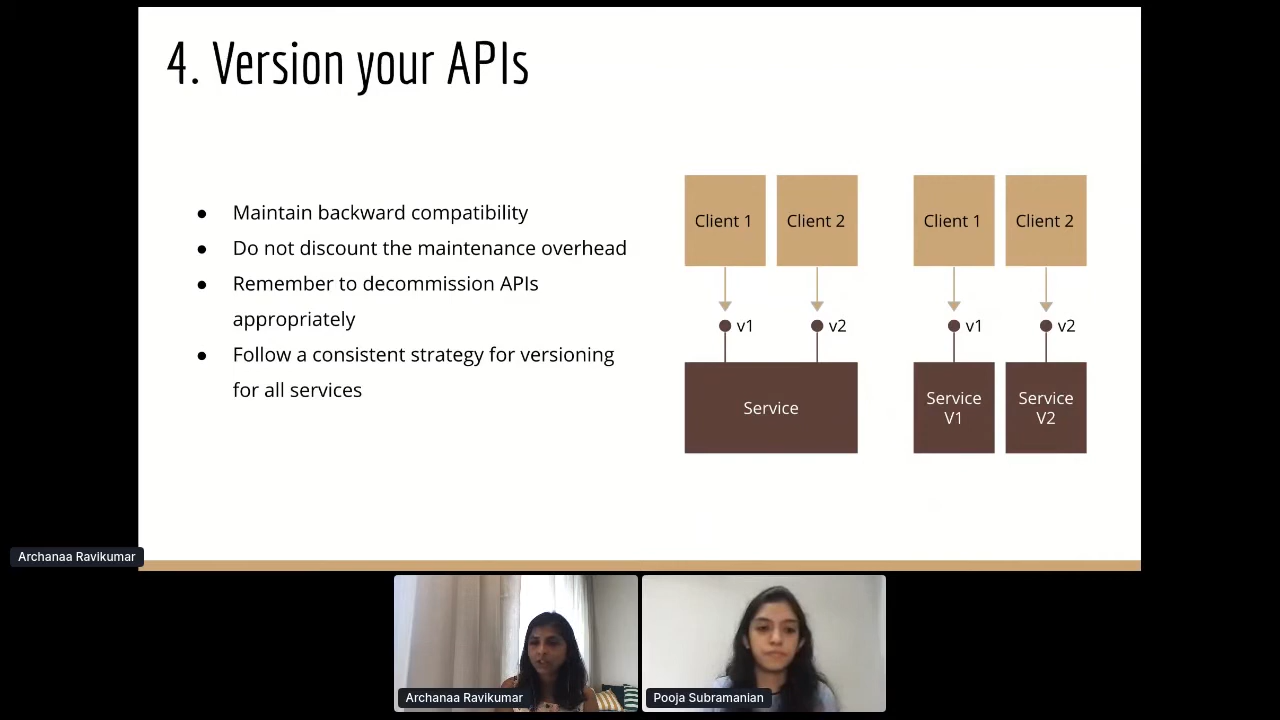 4. Version your APIs
● Maintain backward compatibility
● Do not discount the maintenance overhead
● Remember to decommission APIs
appropriately
● Follow a consistent strategy for versioning
for all services
Client 1
Client 2
v1
v2
Service
Client 1
Client 2
v1
v2
Service
V1
Service
V2
Archanaa Ravikumar
Archanaa Ravikumar
Pooja Subramanian